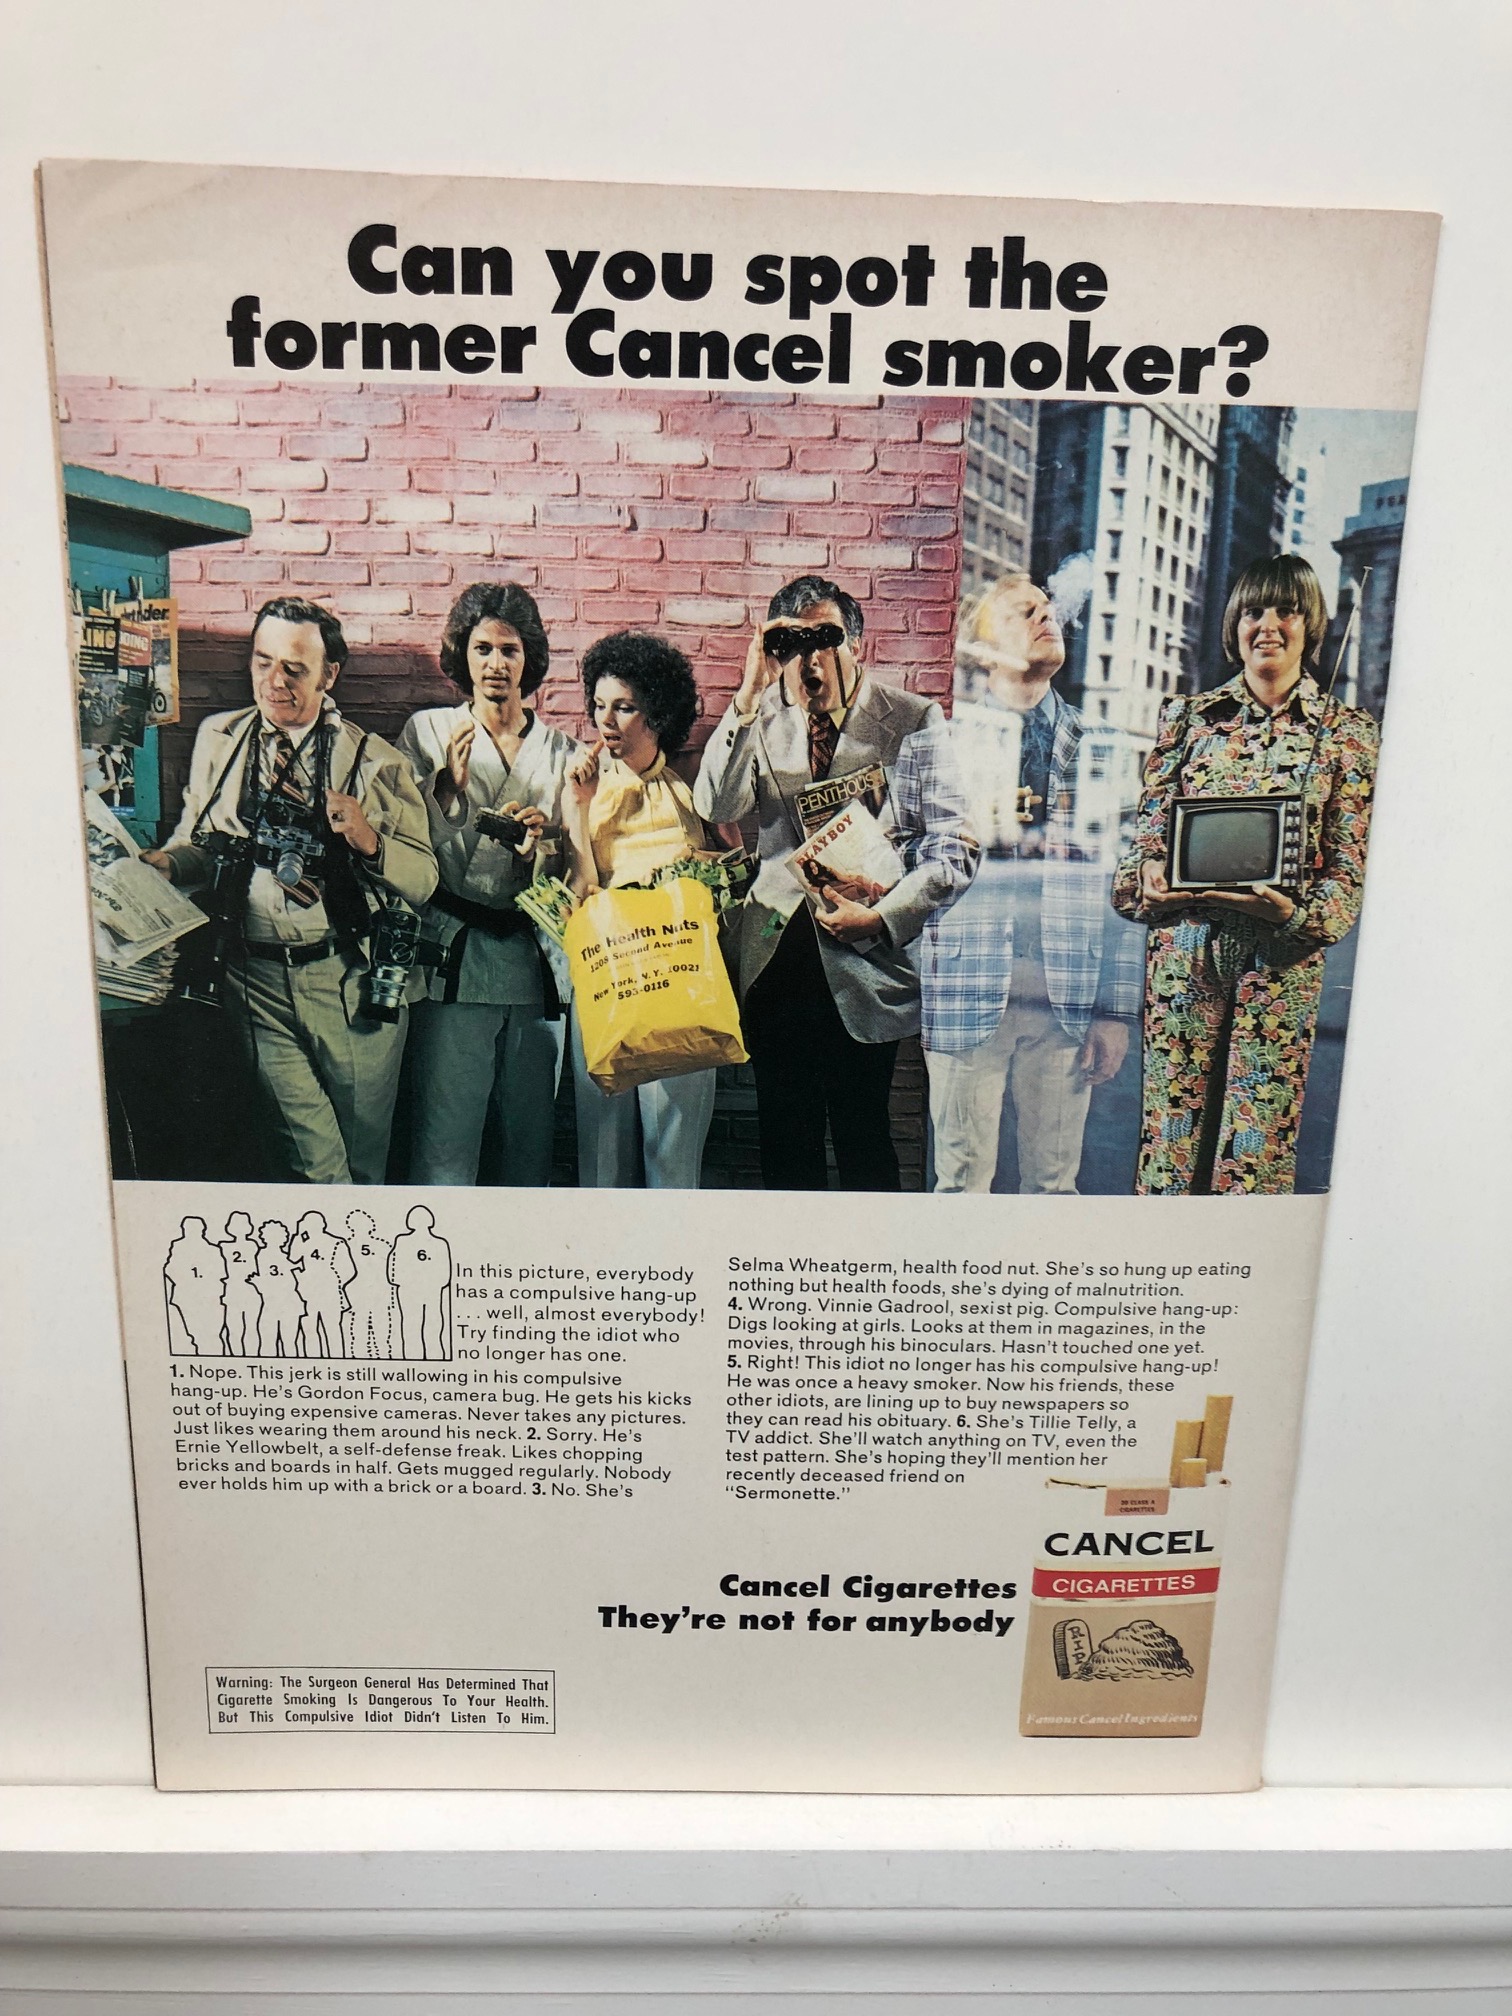 Can you spot the
former Cancel smoker?
PENTHOUSE
PLAYBOY
The Health Nuts
1208 Second Avenue
New York, N.Y. 10021
593-0116
1.
2.
3.
4.
5.
6.
In this picture, everybody
has a compulsive hang-up
... well, almost everybody!
Try finding the idiot who
no longer has one.
1. Nope. This jerk is still wallowing in his compulsive
hang-up. He's Gordon Focus, camera bug. He gets his kicks
out of buying expensive cameras. Never takes any pictures.
Just likes wearing them around his neck. 2. Sorry. He's
Ernie Yellowbelt, a self-defense freak. Likes chopping
bricks and boards in half. Gets mugged regularly. Nobody
ever holds him up with a brick or a board. 3. No. She's
Selma Wheatgerm, health food nut. She's so hung up eating
nothing but health foods, she's dying of malnutrition.
4. Wrong. Vinnie Gadrool, sexist pig. Compulsive hang-up:
Digs looking at girls. Looks at them in magazines, in the
movies, through his binoculars. Hasn't touched one yet.
5. Right! This idiot no longer has his compulsive hang-up!
He was once a heavy smoker. Now his friends, these
other idiots, are lining up to buy newspapers so
they can read his obituary. 6. She's Tillie Telly, a
TV addict. She'll watch anything on TV, even the
test pattern. She's hoping they'll mention her
recently deceased friend on
"Sermonette."
20 CLASS A
CIGARETTES
CANCEL
CIGARETTES
RIP
Famous Cancel Ingredients
Cancel Cigarettes
They're not for anybody
Warning: The Surgeon General Has Determined That
Cigarette Smoking Is Dangerous To Your Health.
But This Compulsive Idiot Didn't Listen To Him.